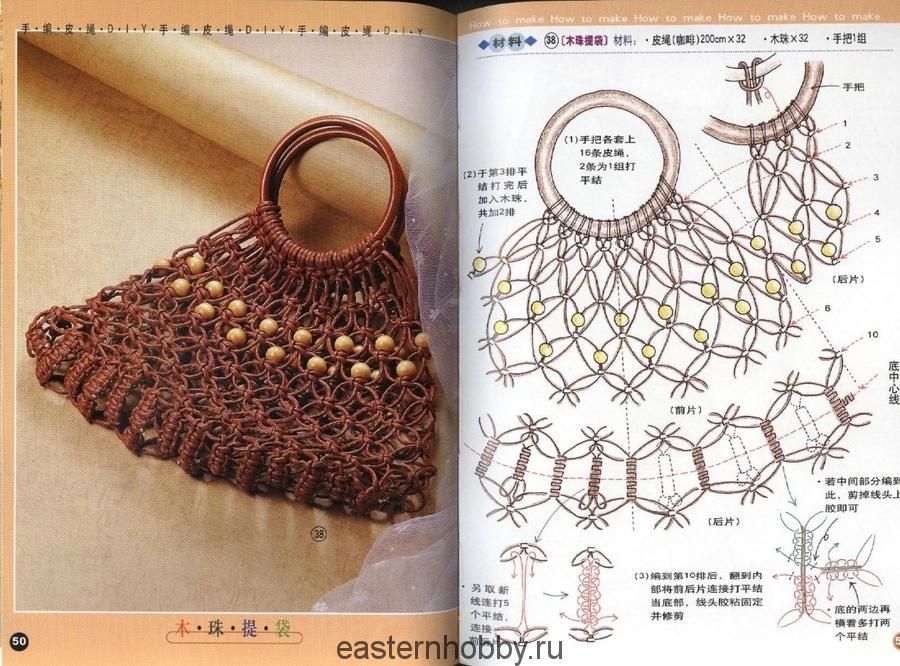 手·编·皮·绳·D·I·Y·手·编·皮·绳·D·I·Y·手·编·皮·绳·D·I·Y
38
木·珠·提·袋
50
How to make How to make How to make How to make How to make
材料
38 [木珠提袋] 材料: ·皮绳(咖啡)200cm×32 ·木珠×32 ·手把1组
手把
(1)手把各套上
16条皮绳,
2条为1组打
平结
(2)于第3排平
结打完后
加入木珠,
共加2排
1
2
3
4
5
(后片)
6
10
底中心线
(前片)
(后片)
·若中间部分编到
此, 剪掉线头上
胶即可
·另取新
线连打5
个平结,
连接
(3)编到第10排后, 翻到内
部将前后片连接打平结
当底部, 线头胶粘固定
并修剪
·底的两边再
横着多打两
个平结
easternhobby.ru